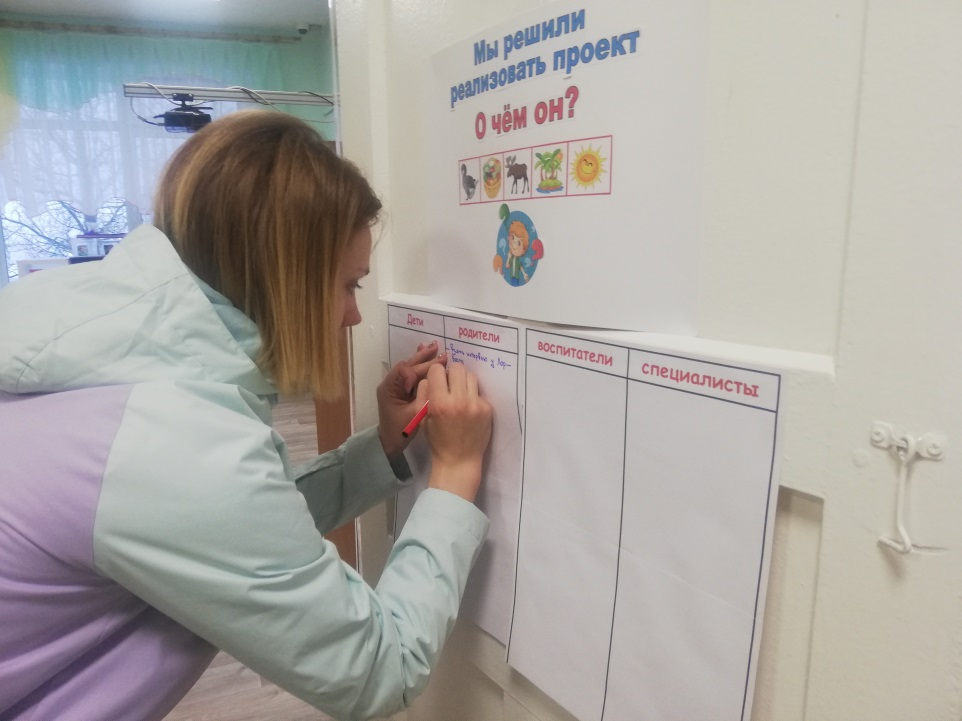 Мы решили
реализовать проект
О чём он?
Дети
родители
воспитатели
специалисты